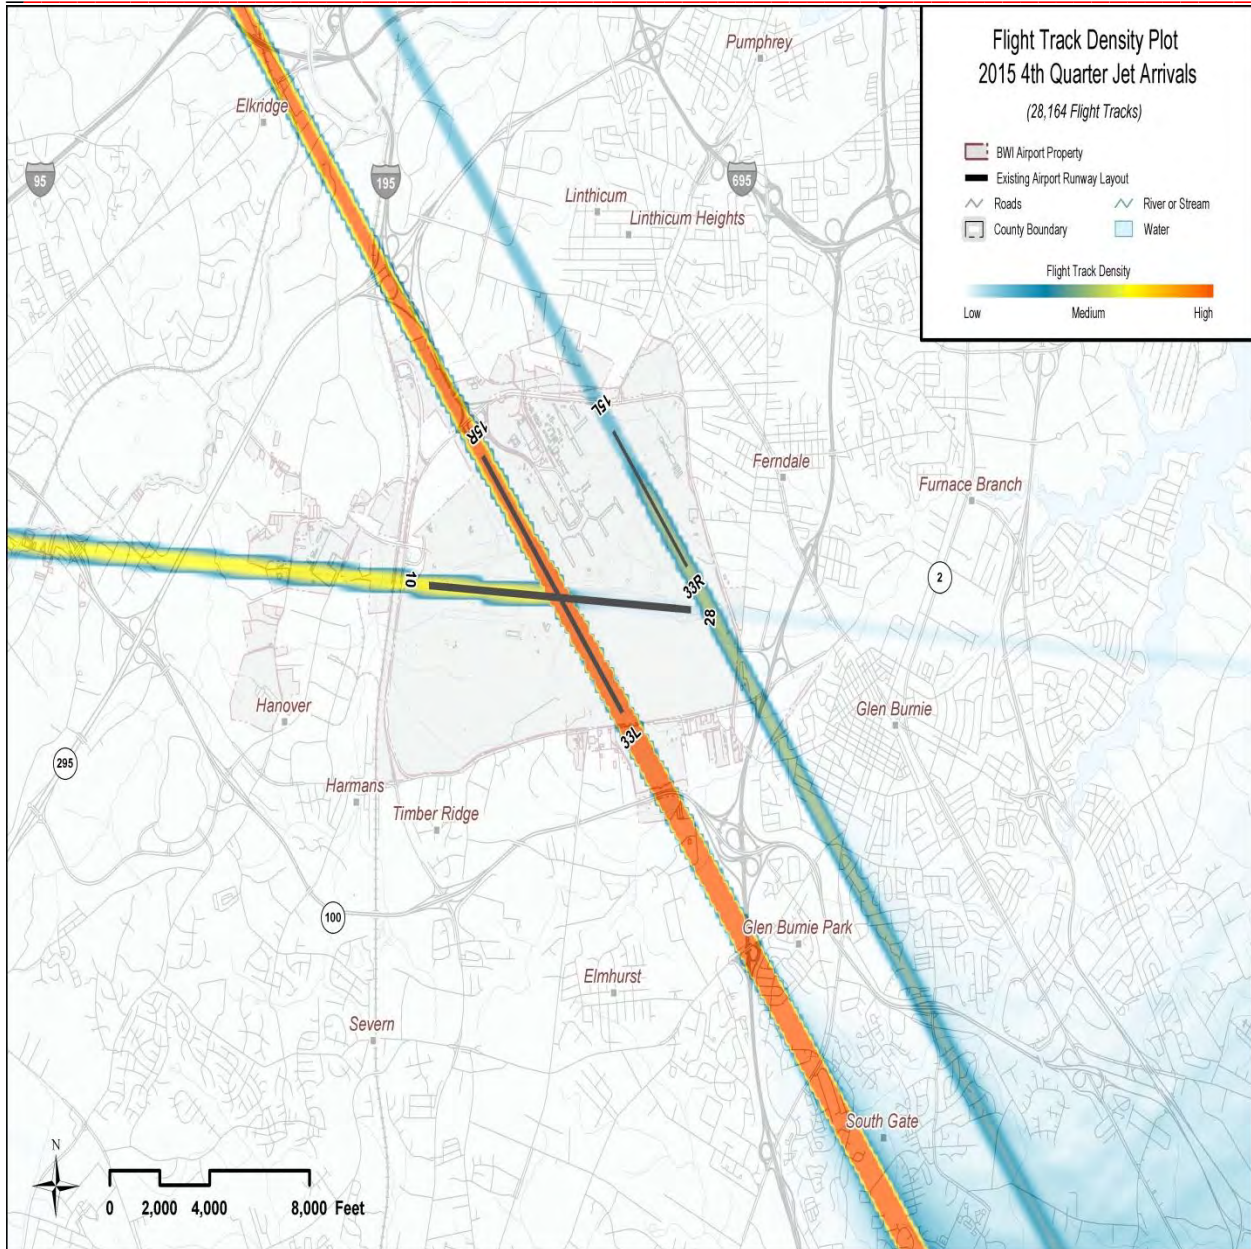 Flight Track Density Plot
2015 4th Quarter Jet Arrivals
(28,164 Flight Tracks)
BWI Airport Property
Existing Airport Runway Layout
Roads
River or Stream
County Boundary
Water
Flight Track Density
Low
Medium
High
Pumphrey
Elkridge
95
195
695
Linthicum
Linthicum Heights
15L
15R
Ferndale
Furnace Branch
10
33R
28
2
Hanover
Glen Burnie
33L
295
Harmans
Timber Ridge
100
Glen Burnie Park
Elmhurst
Severn
South Gate
N
0 2,000 4,000 8,000 Feet